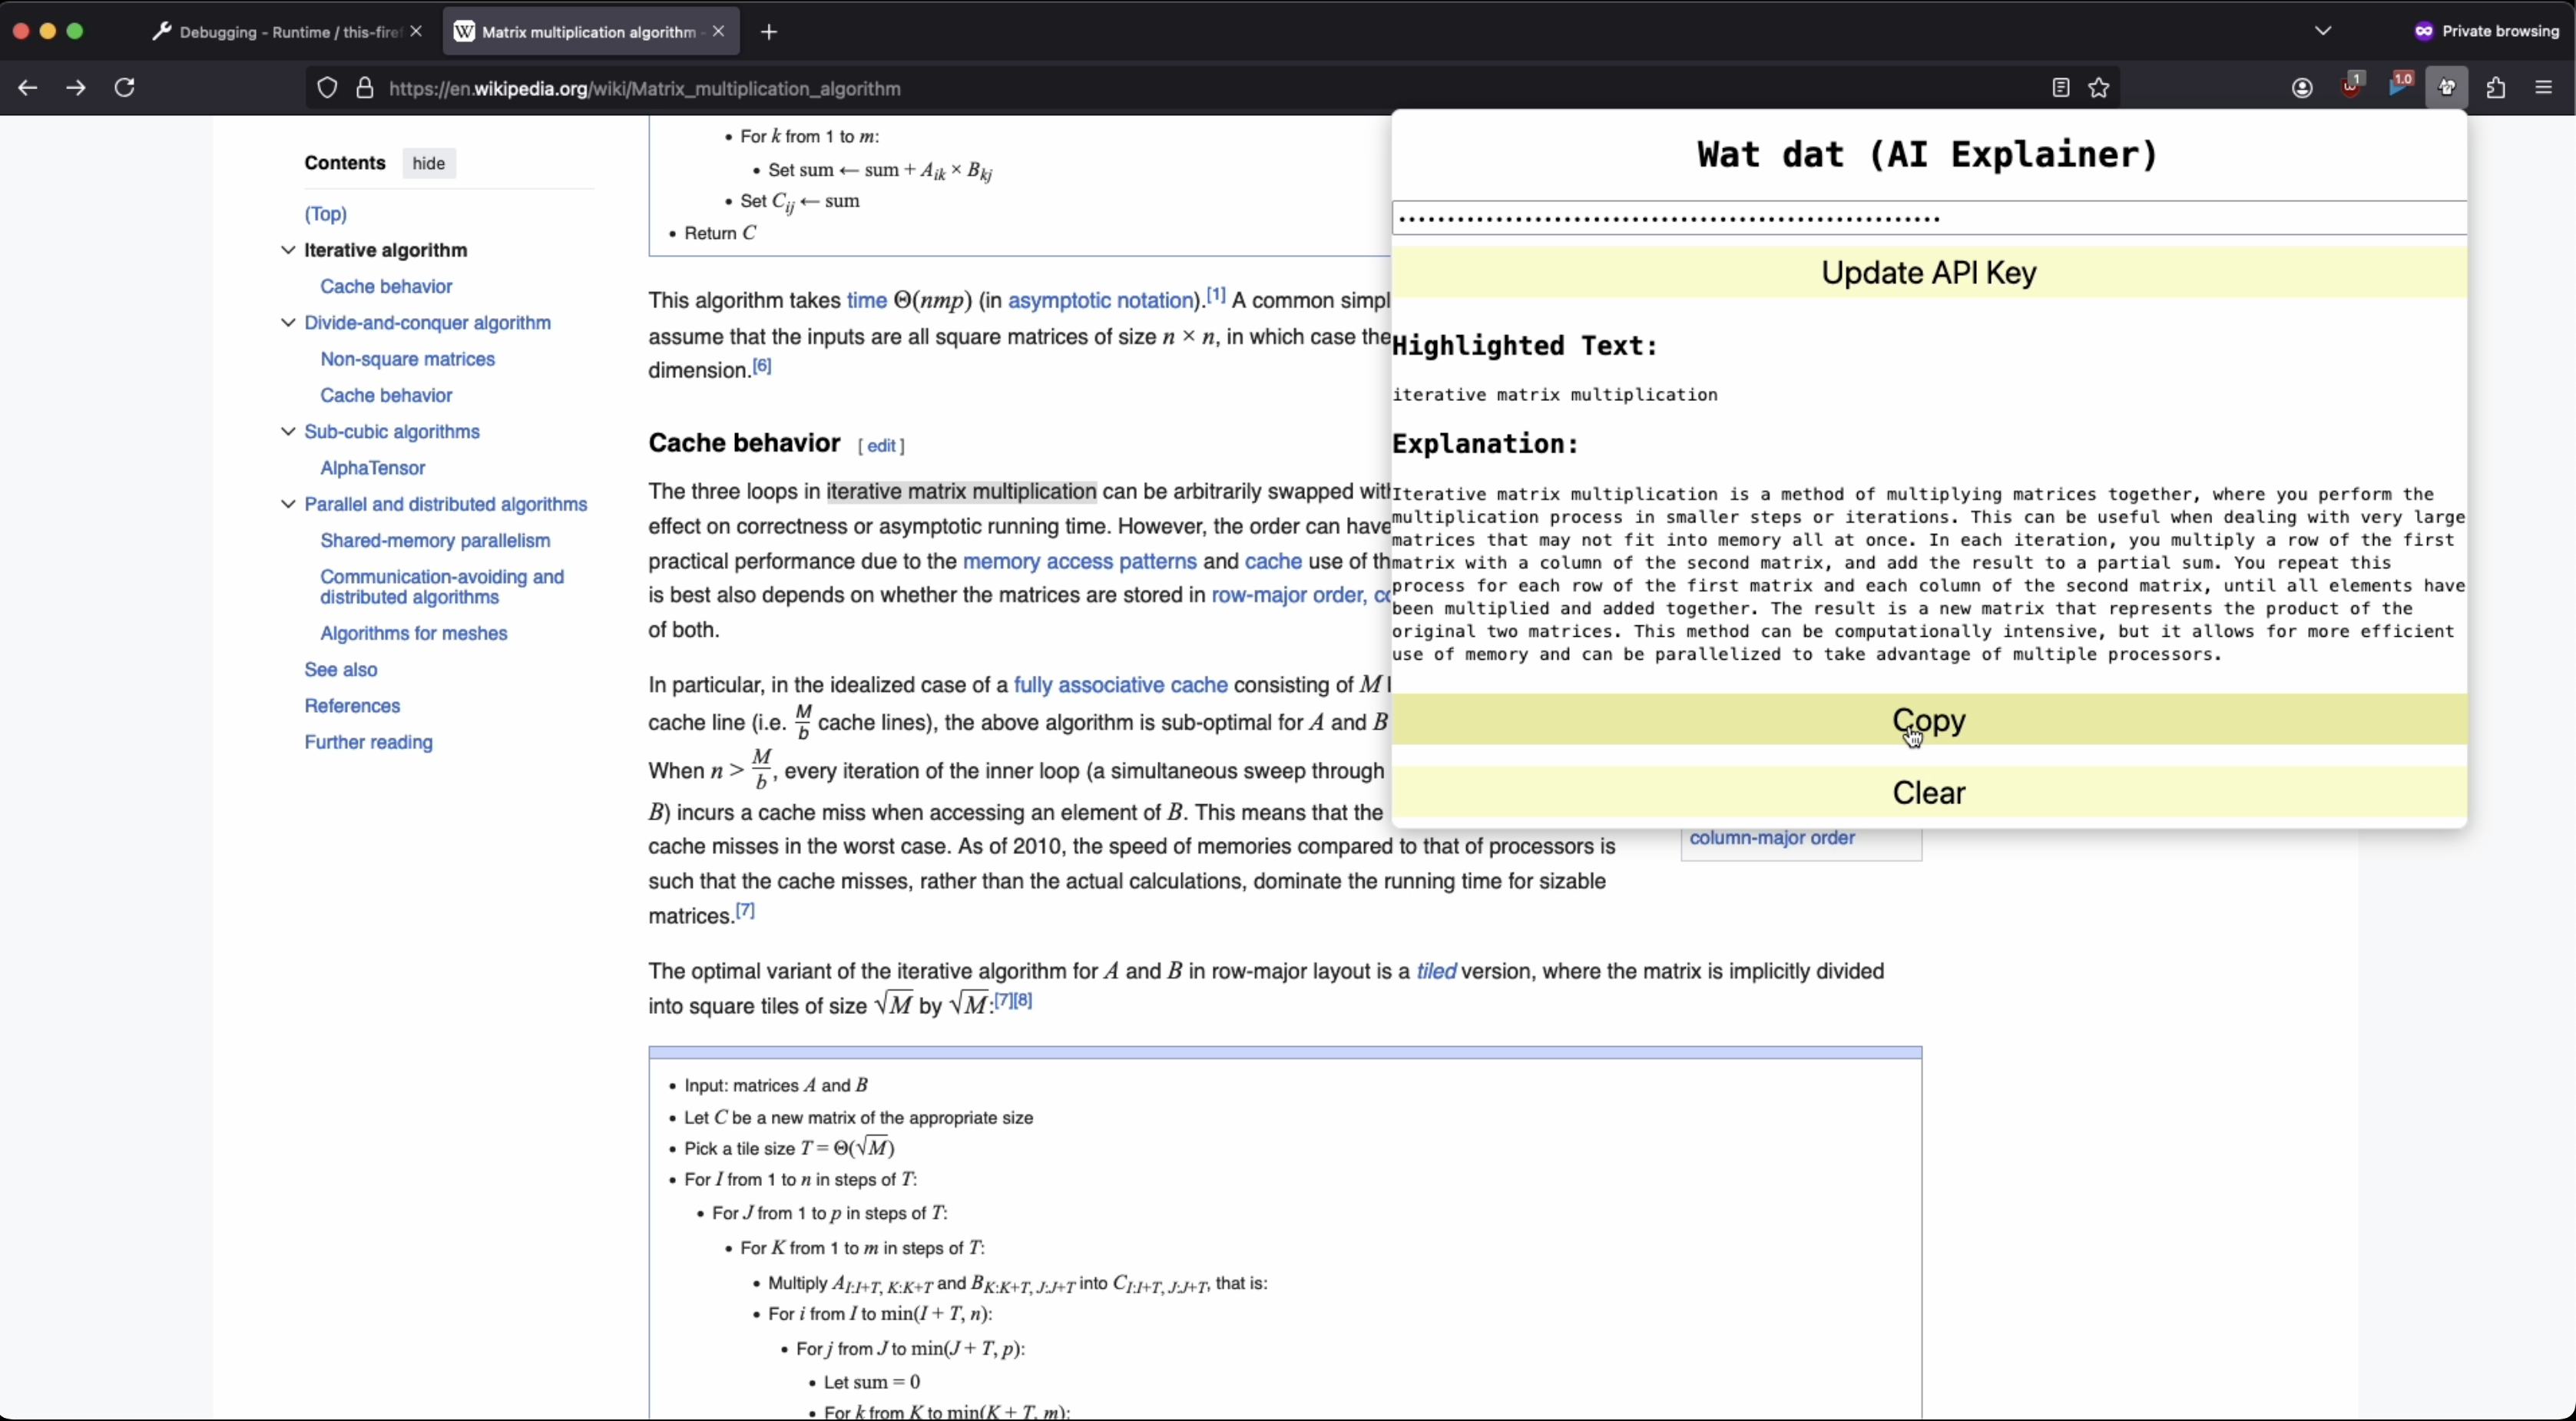 Debugging - Runtime / this-firef
Matrix multiplication algorithm -
Private browsing
https://en.wikipedia.org/wiki/Matrix_multiplication_algorithm
1
1.0
Contents hide
(Top)
Iterative algorithm
Cache behavior
Divide-and-conquer algorithm
Non-square matrices
Cache behavior
Sub-cubic algorithms
AlphaTensor
Parallel and distributed algorithms
Shared-memory parallelism
Communication-avoiding and
distributed algorithms
Algorithms for meshes
See also
References
Further reading
• For k from 1 to m:
• Set sum ← sum + Aik × Bkj
• Set Cij ← sum
• Return C
This algorithm takes time Θ(nmp) (in asymptotic notation).[1] A common simpl
assume that the inputs are all square matrices of size n × n, in which case the
dimension.[6]
Cache behavior [ edit ]
The three loops in iterative matrix multiplication can be arbitrarily swapped with
effect on correctness or asymptotic running time. However, the order can have
practical performance due to the memory access patterns and cache use of th
is best also depends on whether the matrices are stored in row-major order, co
of both.
In particular, in the idealized case of a fully associative cache consisting of M
cache line (i.e. M/b cache lines), the above algorithm is sub-optimal for A and B
When n > M/b, every iteration of the inner loop (a simultaneous sweep through
B) incurs a cache miss when accessing an element of B. This means that the
cache misses in the worst case. As of 2010, the speed of memories compared to that of processors is
such that the cache misses, rather than the actual calculations, dominate the running time for sizable
matrices.[7]
The optimal variant of the iterative algorithm for A and B in row-major layout is a tiled version, where the matrix is implicitly divided
into square tiles of size √M by √M:[7][8]
• Input: matrices A and B
• Let C be a new matrix of the appropriate size
• Pick a tile size T = Θ(√M)
• For I from 1 to n in steps of T:
• For J from 1 to p in steps of T:
• For K from 1 to m in steps of T:
• Multiply AI:I+T, K:K+T and BK:K+T, J:J+T into CI:I+T, J:J+T, that is:
• For i from I to min(I + T, n):
• For j from J to min(J + T, p):
• Let sum = 0
• For k from K to min(K + T, m):
column-major order
Wat dat (AI Explainer)
Update API Key
Highlighted Text:
iterative matrix multiplication
Explanation:
Iterative matrix multiplication is a method of multiplying matrices together, where you perform the
multiplication process in smaller steps or iterations. This can be useful when dealing with very large
matrices that may not fit into memory all at once. In each iteration, you multiply a row of the first
matrix with a column of the second matrix, and add the result to a partial sum. You repeat this
process for each row of the first matrix and each column of the second matrix, until all elements have
been multiplied and added together. The result is a new matrix that represents the product of the
original two matrices. This method can be computationally intensive, but it allows for more efficient
use of memory and can be parallelized to take advantage of multiple processors.
Copy
Clear